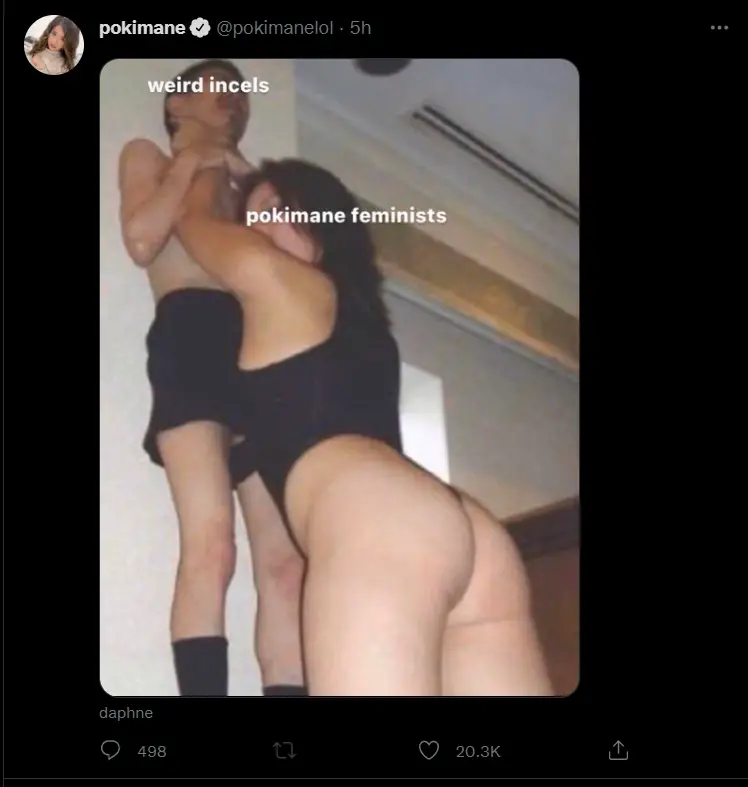 pokimane @pokimanelol · 5h
weird incels
pokimane feminists
daphne
498
20.3K